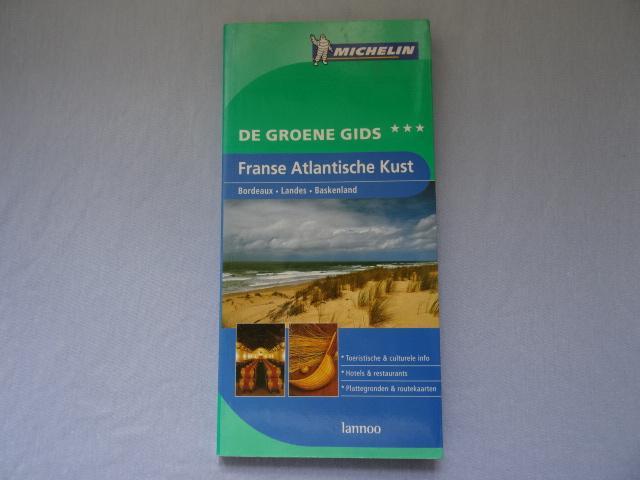 MICHELIN
DE GROENE GIDS ★★★
Franse Atlantische Kust
Bordeaux • Landes • Baskenland
* Toeristische & culturele info
* Hotels & restaurants
* Plattegronden & routekaarten
lannoo